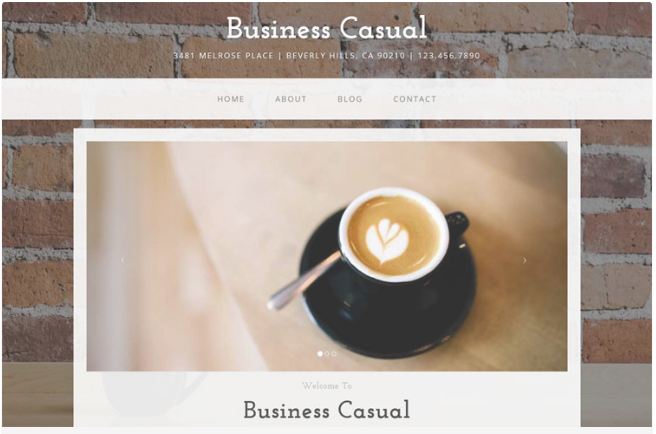 Business Casual
3481 MELROSE PLACE | BEVERLY HILLS, CA 90210 | 123.456.7890
HOME ABOUT BLOG CONTACT
Welcome To
Business Casual